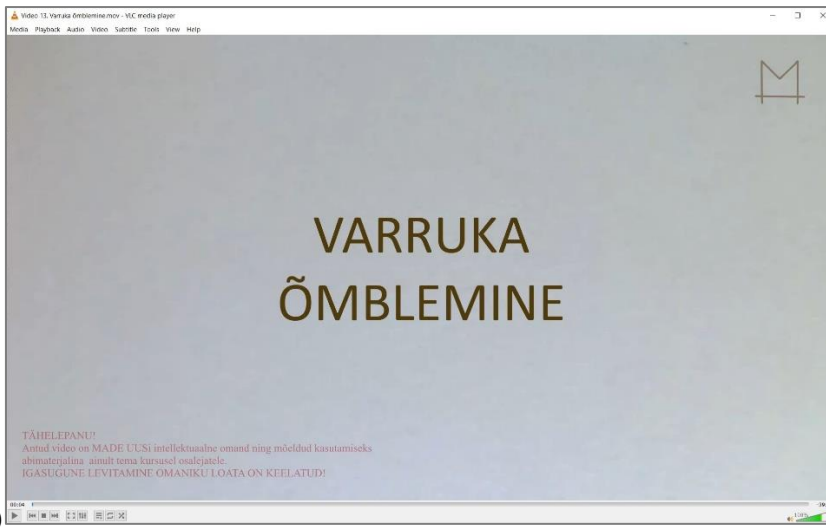 Video 13. Varruka õmblemine.mov - VLC media player
Media Playback Audio Video Subtitle Tools View Help
VARRUKA
ÕMBLEMINE
TÄHELEPANU!
Antud video on MADE UUSi intellektuaalne omand ning mõeldud kasutamiseks
abimaterjalina ainult tema kursusel osalejatele.
IGASUGUNE LEVITAMINE OMANIKU LOATA ON KEELATUD!
00:04